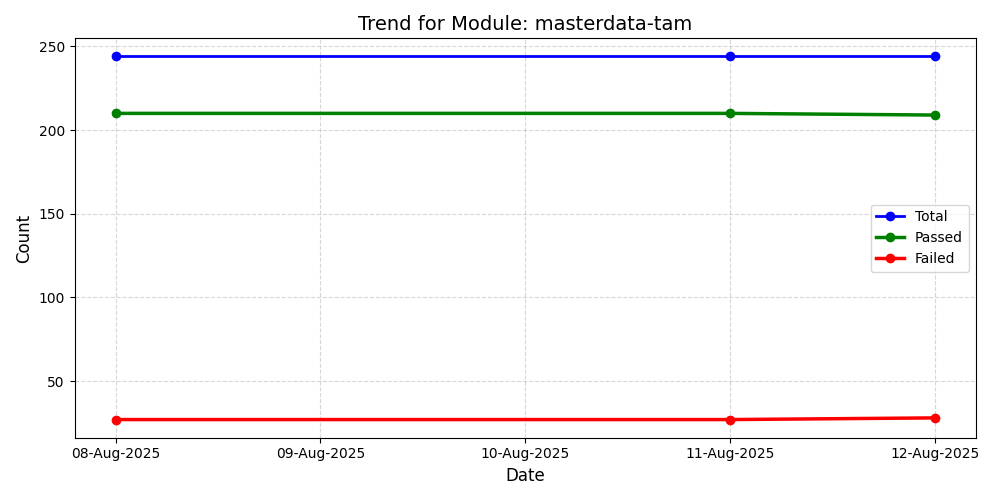 Trend for Module: masterdata-tam
250
200
150
100
50
Count
Total
Passed
Failed
08-Aug-2025
09-Aug-2025
10-Aug-2025
11-Aug-2025
12-Aug-2025
Date